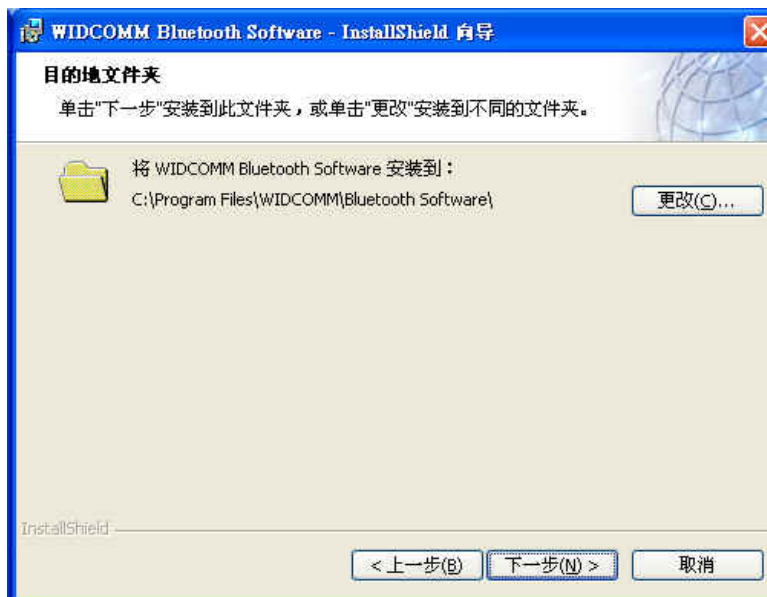 WIDCOMM Bluetooth Software - InstallShield 向导
目的地文件夹
单击"下一步"安装到此文件夹，或单击"更改"安装到不同的文件夹。
将 WIDCOMM Bluetooth Software 安装到：
C:\Program Files\WIDCOMM\Bluetooth Software\
更改(C)...
InstallShield
< 上一步(B)
下一步(N) >
取消